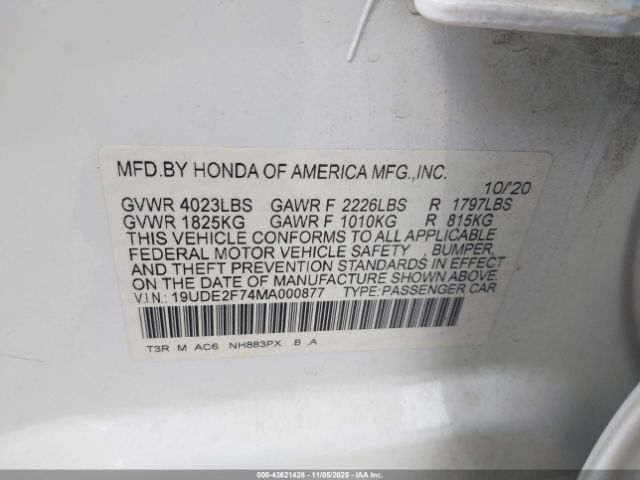 MFD.BY HONDA OF AMERICA MFG.,INC.
10/'20
GVWR 4023LBS GAWR F 2226LBS R 1797LBS
GVWR 1825KG GAWR F 1010KG R 815KG
THIS VEHICLE CONFORMS TO ALL APPLICABLE
FEDERAL MOTOR VEHICLE SAFETY , BUMPER,
AND THEFT PREVENTION STANDARDS IN EFFECT
ON THE DATE OF MANUFACTURE SHOWN ABOVE.
V.I.N.: 19UDE2F74MA000877 TYPE:PASSENGER CAR
T3R M AC6 NH883PX .B .A
000-43621428 - 11/05/2025 - IAAI.COM